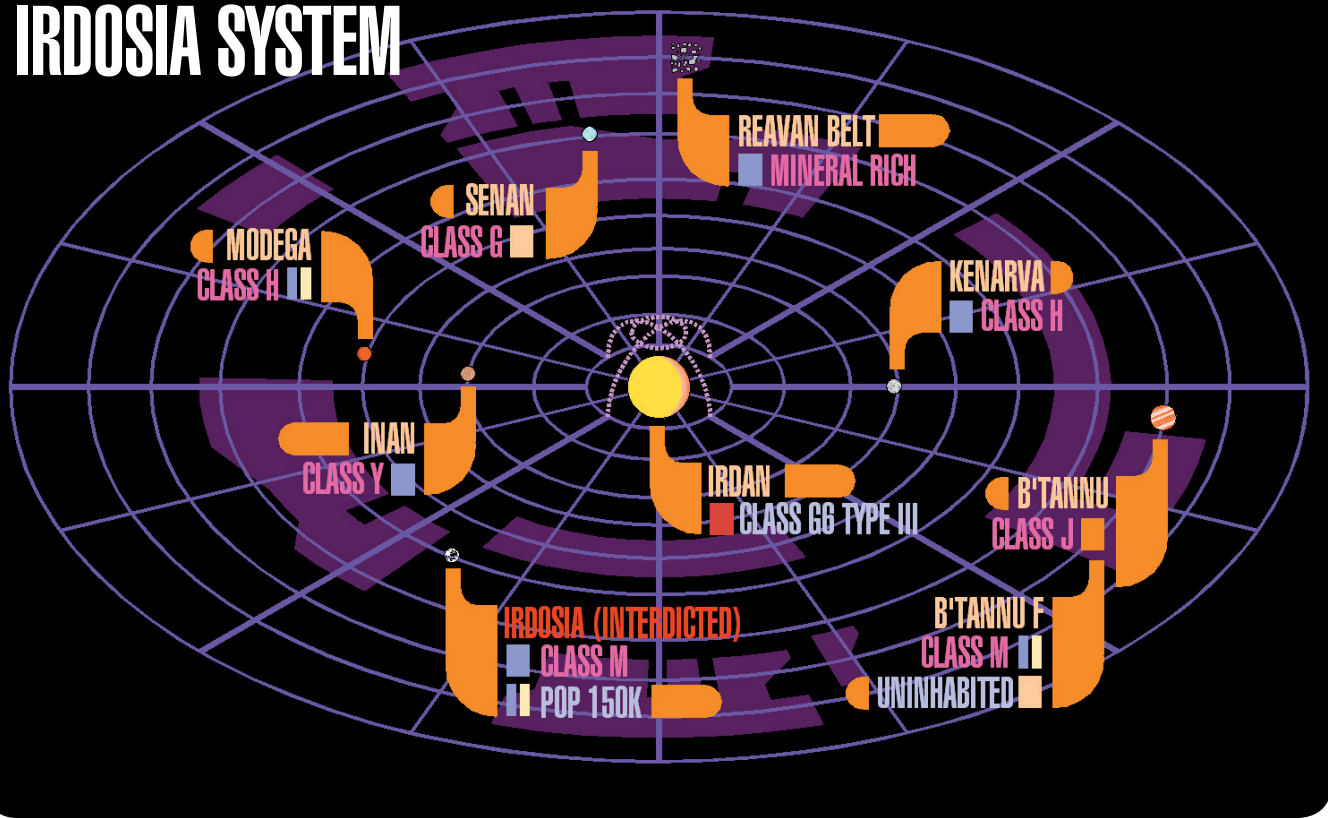 IRDOSIA SYSTEM
REAVAN BELT
MINERAL RICH
SENAN
CLASS G
MODEGA
CLASS H
KENARVA
CLASS H
INAN
CLASS Y
IRDAN
CLASS G6 TYPE III
B'TANNU
CLASS J
IRDOSIA (INTERDICTED)
CLASS M
POP 150K
B'TANNU F
CLASS M
UNINHABITED